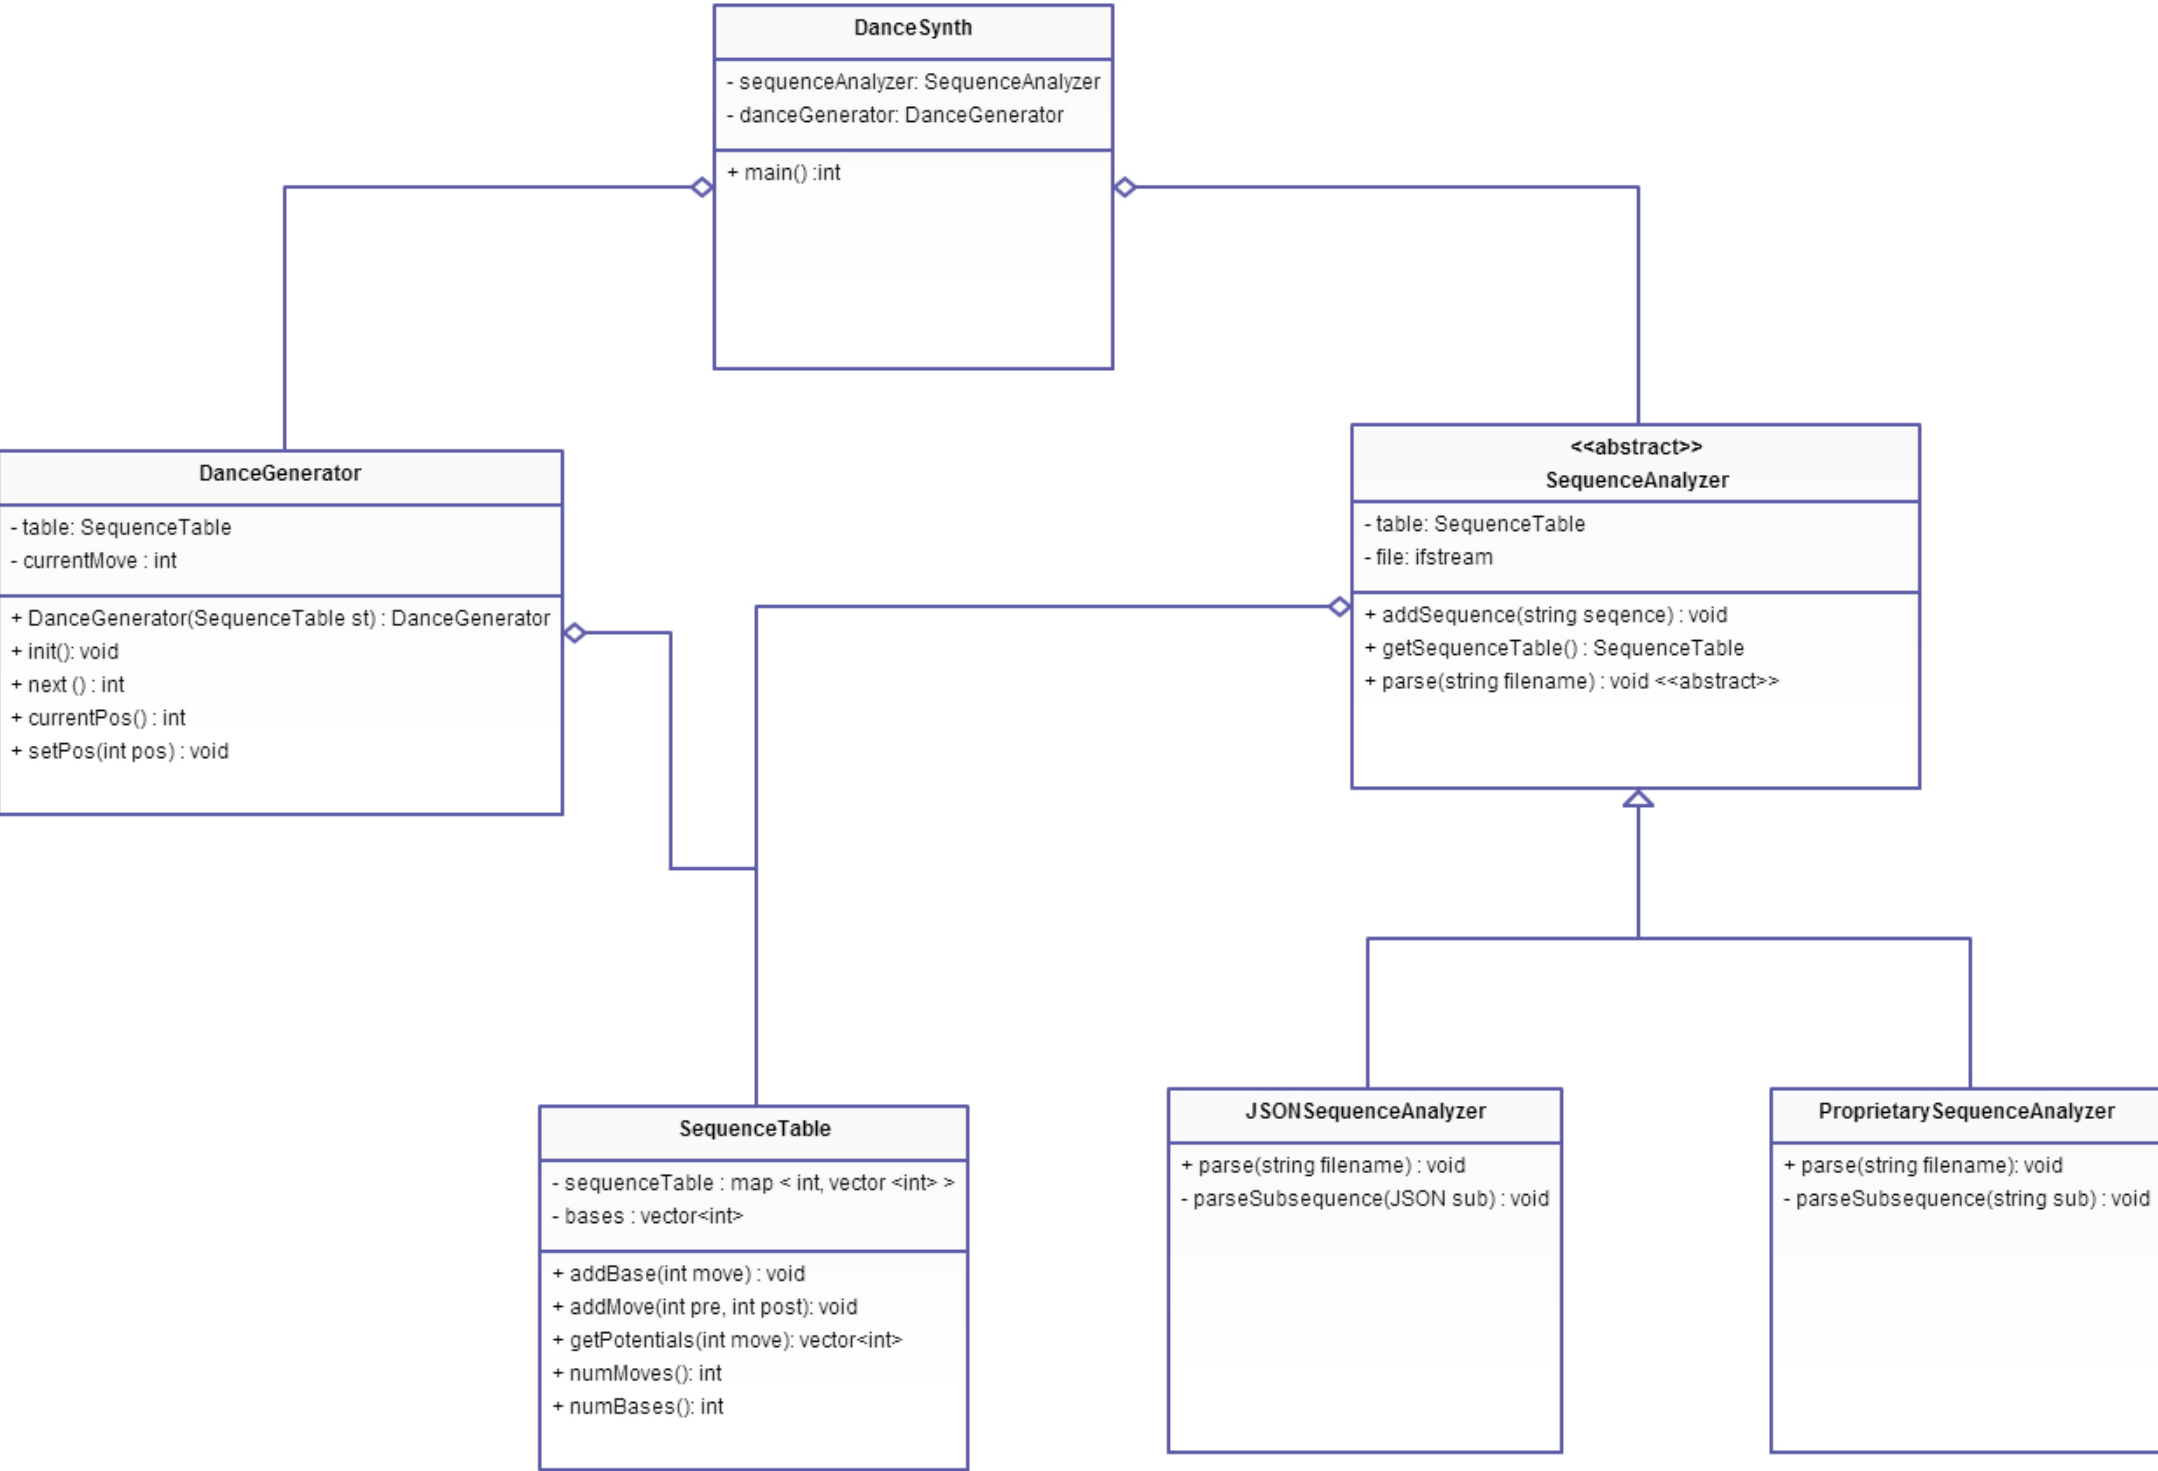 DanceSynth
- sequenceAnalyzer: SequenceAnalyzer
- danceGenerator: DanceGenerator
+ main() :int
DanceGenerator
- table: SequenceTable
- currentMove : int
+ DanceGenerator(SequenceTable st) : DanceGenerator
+ init(): void
+ next () : int
+ currentPos() : int
+ setPos(int pos) : void
<<abstract>>
SequenceAnalyzer
- table: SequenceTable
- file: ifstream
+ addSequence(string seqence) : void
+ getSequenceTable() : SequenceTable
+ parse(string filename) : void <<abstract>>
SequenceTable
- sequenceTable : map < int, vector <int> >
- bases : vector<int>
+ addBase(int move) : void
+ addMove(int pre, int post): void
+ getPotentials(int move): vector<int>
+ numMoves(): int
+ numBases(): int
JSONSequenceAnalyzer
+ parse(string filename) : void
- parseSubsequence(JSON sub) : void
ProprietarySequenceAnalyzer
+ parse(string filename): void
- parseSubsequence(string sub) : void